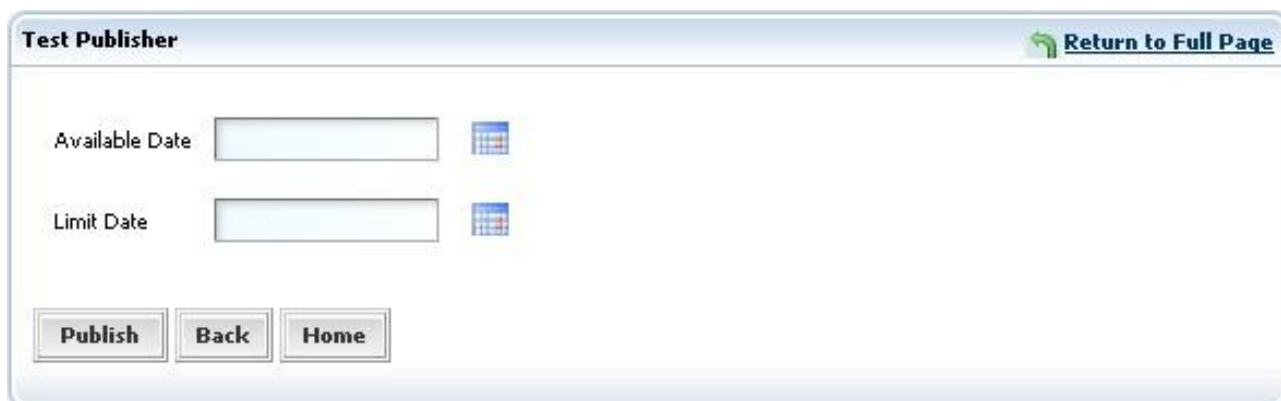 Test Publisher Return to Full Page
Available Date
Limit Date
Publish Back Home